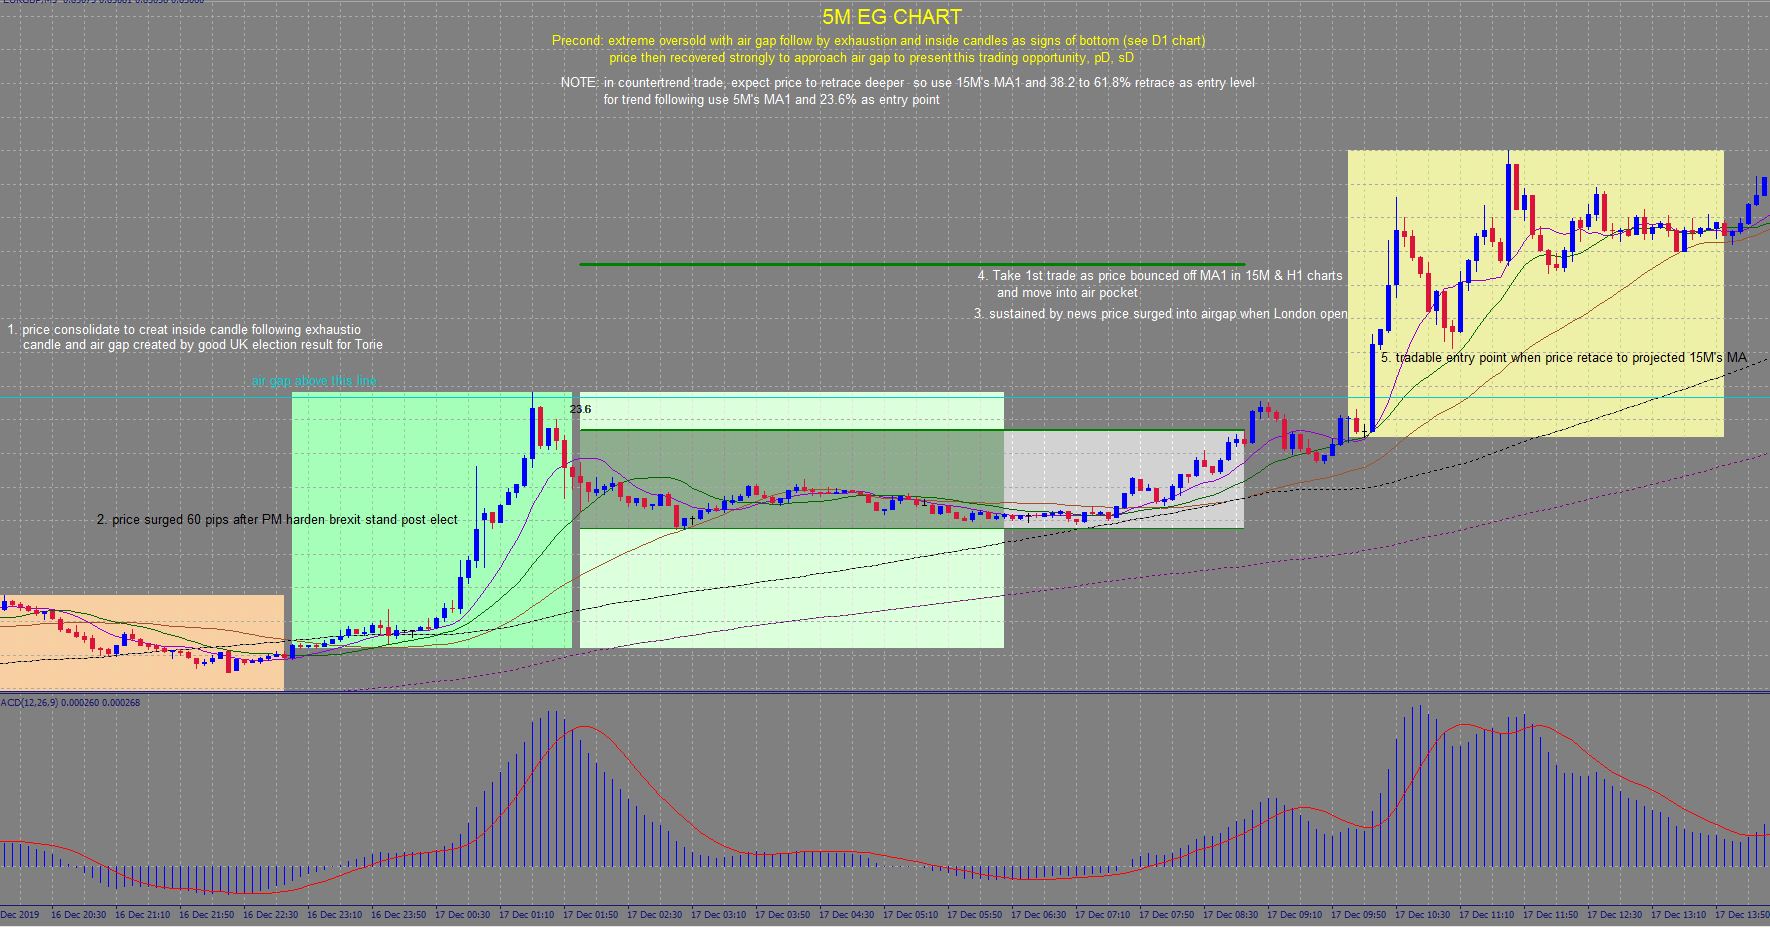 5M EG CHART
Precond: extreme oversold with air gap follow by exhaustion and inside candles as signs of bottom (see D1 chart)
price then recovered strongly to approach air gap to present this trading opportunity, pD, sD
NOTE: in countertrend trade, expect price to retrace deeper so use 15M's MA1 and 38.2 to 61.8% retrace as entry level
for trend following use 5M's MA1 and 23.6% as entry point
4. Take 1st trade as price bounced off MA1 in 15M & H1 charts
and move into air pocket
3. sustained by news price surged into airgap when London open
1. price consolidate to creat inside candle following exhaustio
candle and air gap created by good UK election result for Torie
5. tradable entry point when price retace to projected 15M's MA
air gap above this line
23.6
2. price surged 60 pips after PM harden brexit stand post elect
ACD(12,26,9) 0.000260 0.000268
Dec 2019 16 Dec 20:30 16 Dec 21:10 16 Dec 21:50 16 Dec 22:30 16 Dec 23:10 16 Dec 23:50 17 Dec 00:30 17 Dec 01:10 17 Dec 01:50 17 Dec 02:30 17 Dec 03:10 17 Dec 03:50 17 Dec 04:30 17 Dec 05:10 17 Dec 05:50 17 Dec 06:30 17 Dec 07:10 17 Dec 07:50 17 Dec 08:30 17 Dec 09:10 17 Dec 09:50 17 Dec 10:30 17 Dec 11:10 17 Dec 11:50 17 Dec 12:30 17 Dec 13:10 17 Dec 13:50